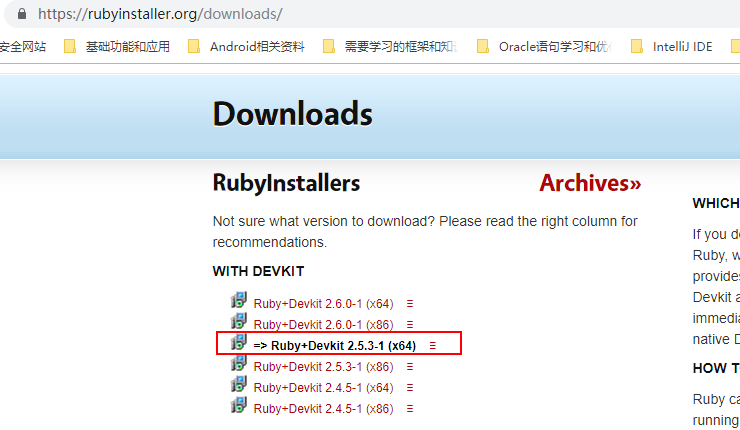 https://rubyinstaller.org/downloads/
安全网站 基础功能和应用 Android相关资料 需要学习的框架和知 Oracle语句学习和优 IntelliJ IDE
Downloads
RubyInstallers Archives»
Not sure what version to download? Please read the right column for
recommendations.
WITH DEVKIT
Ruby+Devkit 2.6.0-1 (x64) ≡
Ruby+Devkit 2.6.0-1 (x86) ≡
=> Ruby+Devkit 2.5.3-1 (x64) ≡
Ruby+Devkit 2.5.3-1 (x86) ≡
Ruby+Devkit 2.4.5-1 (x64) ≡
Ruby+Devkit 2.4.5-1 (x86) ≡
WHICH
If you d
Ruby, w
provides
Devkit a
immedia
native D
HOW T
Ruby ca
running